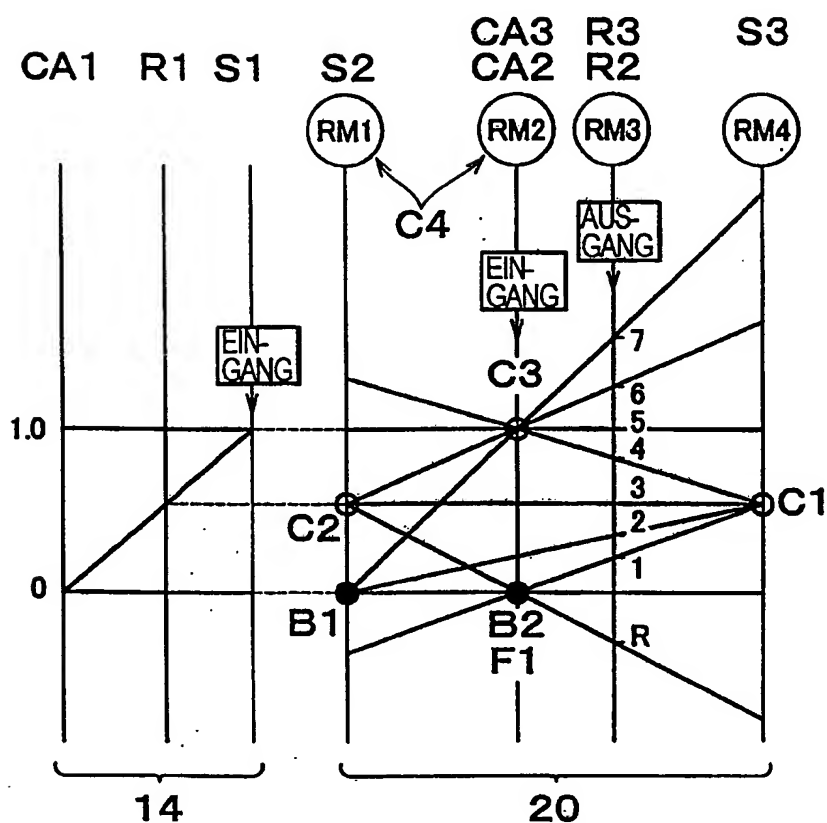 CA3 R3 S3
CA1 R1 S1 S2 CA2 R2
RM1 RM2 RM3 RM4
C4
AUS-
GANG
EIN-
GANG
EIN-
GANG
7
C3
6
1.0
5
4
3
C1
C2
2
1
0
B1
B2
R
F1
14
20